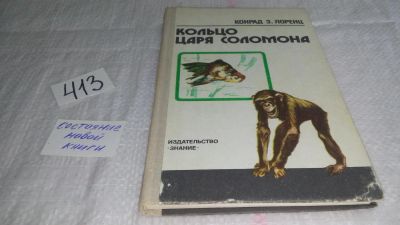 КОНРАД З. ЛОРЕНЦ
КОЛЬЦО
ЦАРЯ СОЛОМОНА
413
состояние
новой
книги
ИЗДАТЕЛЬСТВО
«ЗНАНИЕ»